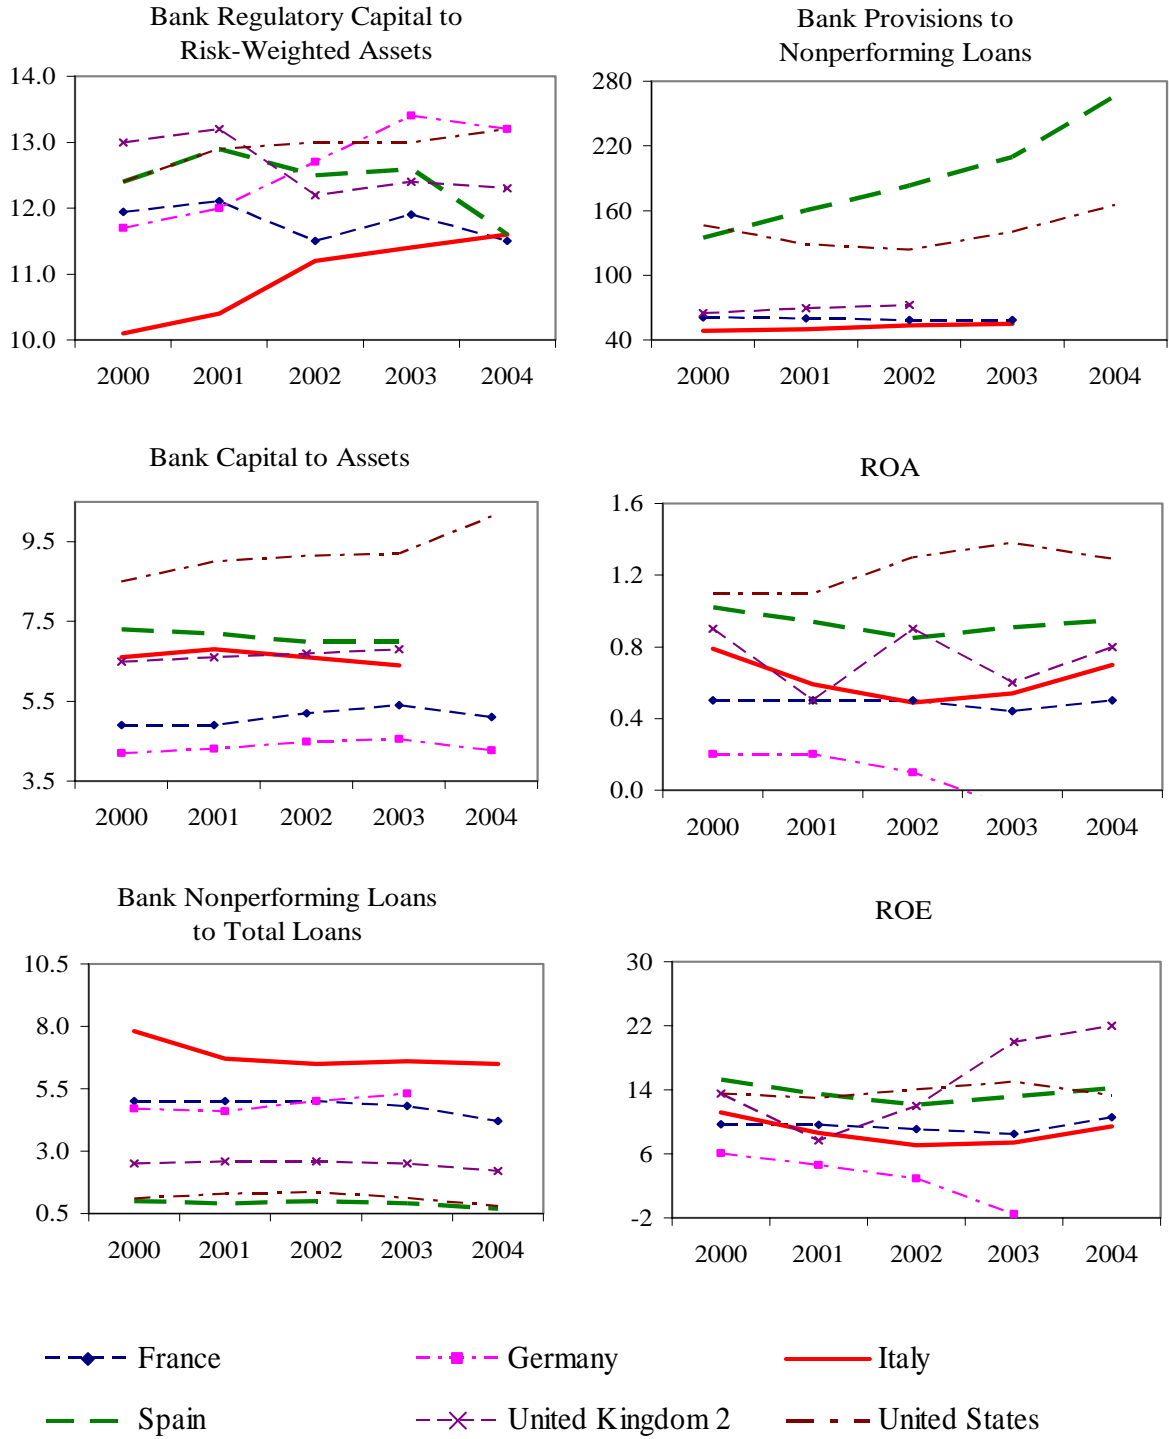 Bank Regulatory Capital to
Risk-Weighted Assets
14.0
13.0
12.0
11.0
10.0
2000 2001 2002 2003 2004
Bank Provisions to
Nonperforming Loans
280
220
160
100
40
2000 2001 2002 2003 2004
Bank Capital to Assets
9.5
7.5
5.5
3.5
2000 2001 2002 2003 2004
ROA
1.6
1.2
0.8
0.4
0.0
2000 2001 2002 2003 2004
Bank Nonperforming Loans
to Total Loans
10.5
8.0
5.5
3.0
0.5
2000 2001 2002 2003 2004
ROE
30
22
14
6
-2
2000 2001 2002 2003 2004
France Germany Italy
Spain United Kingdom 2 United States